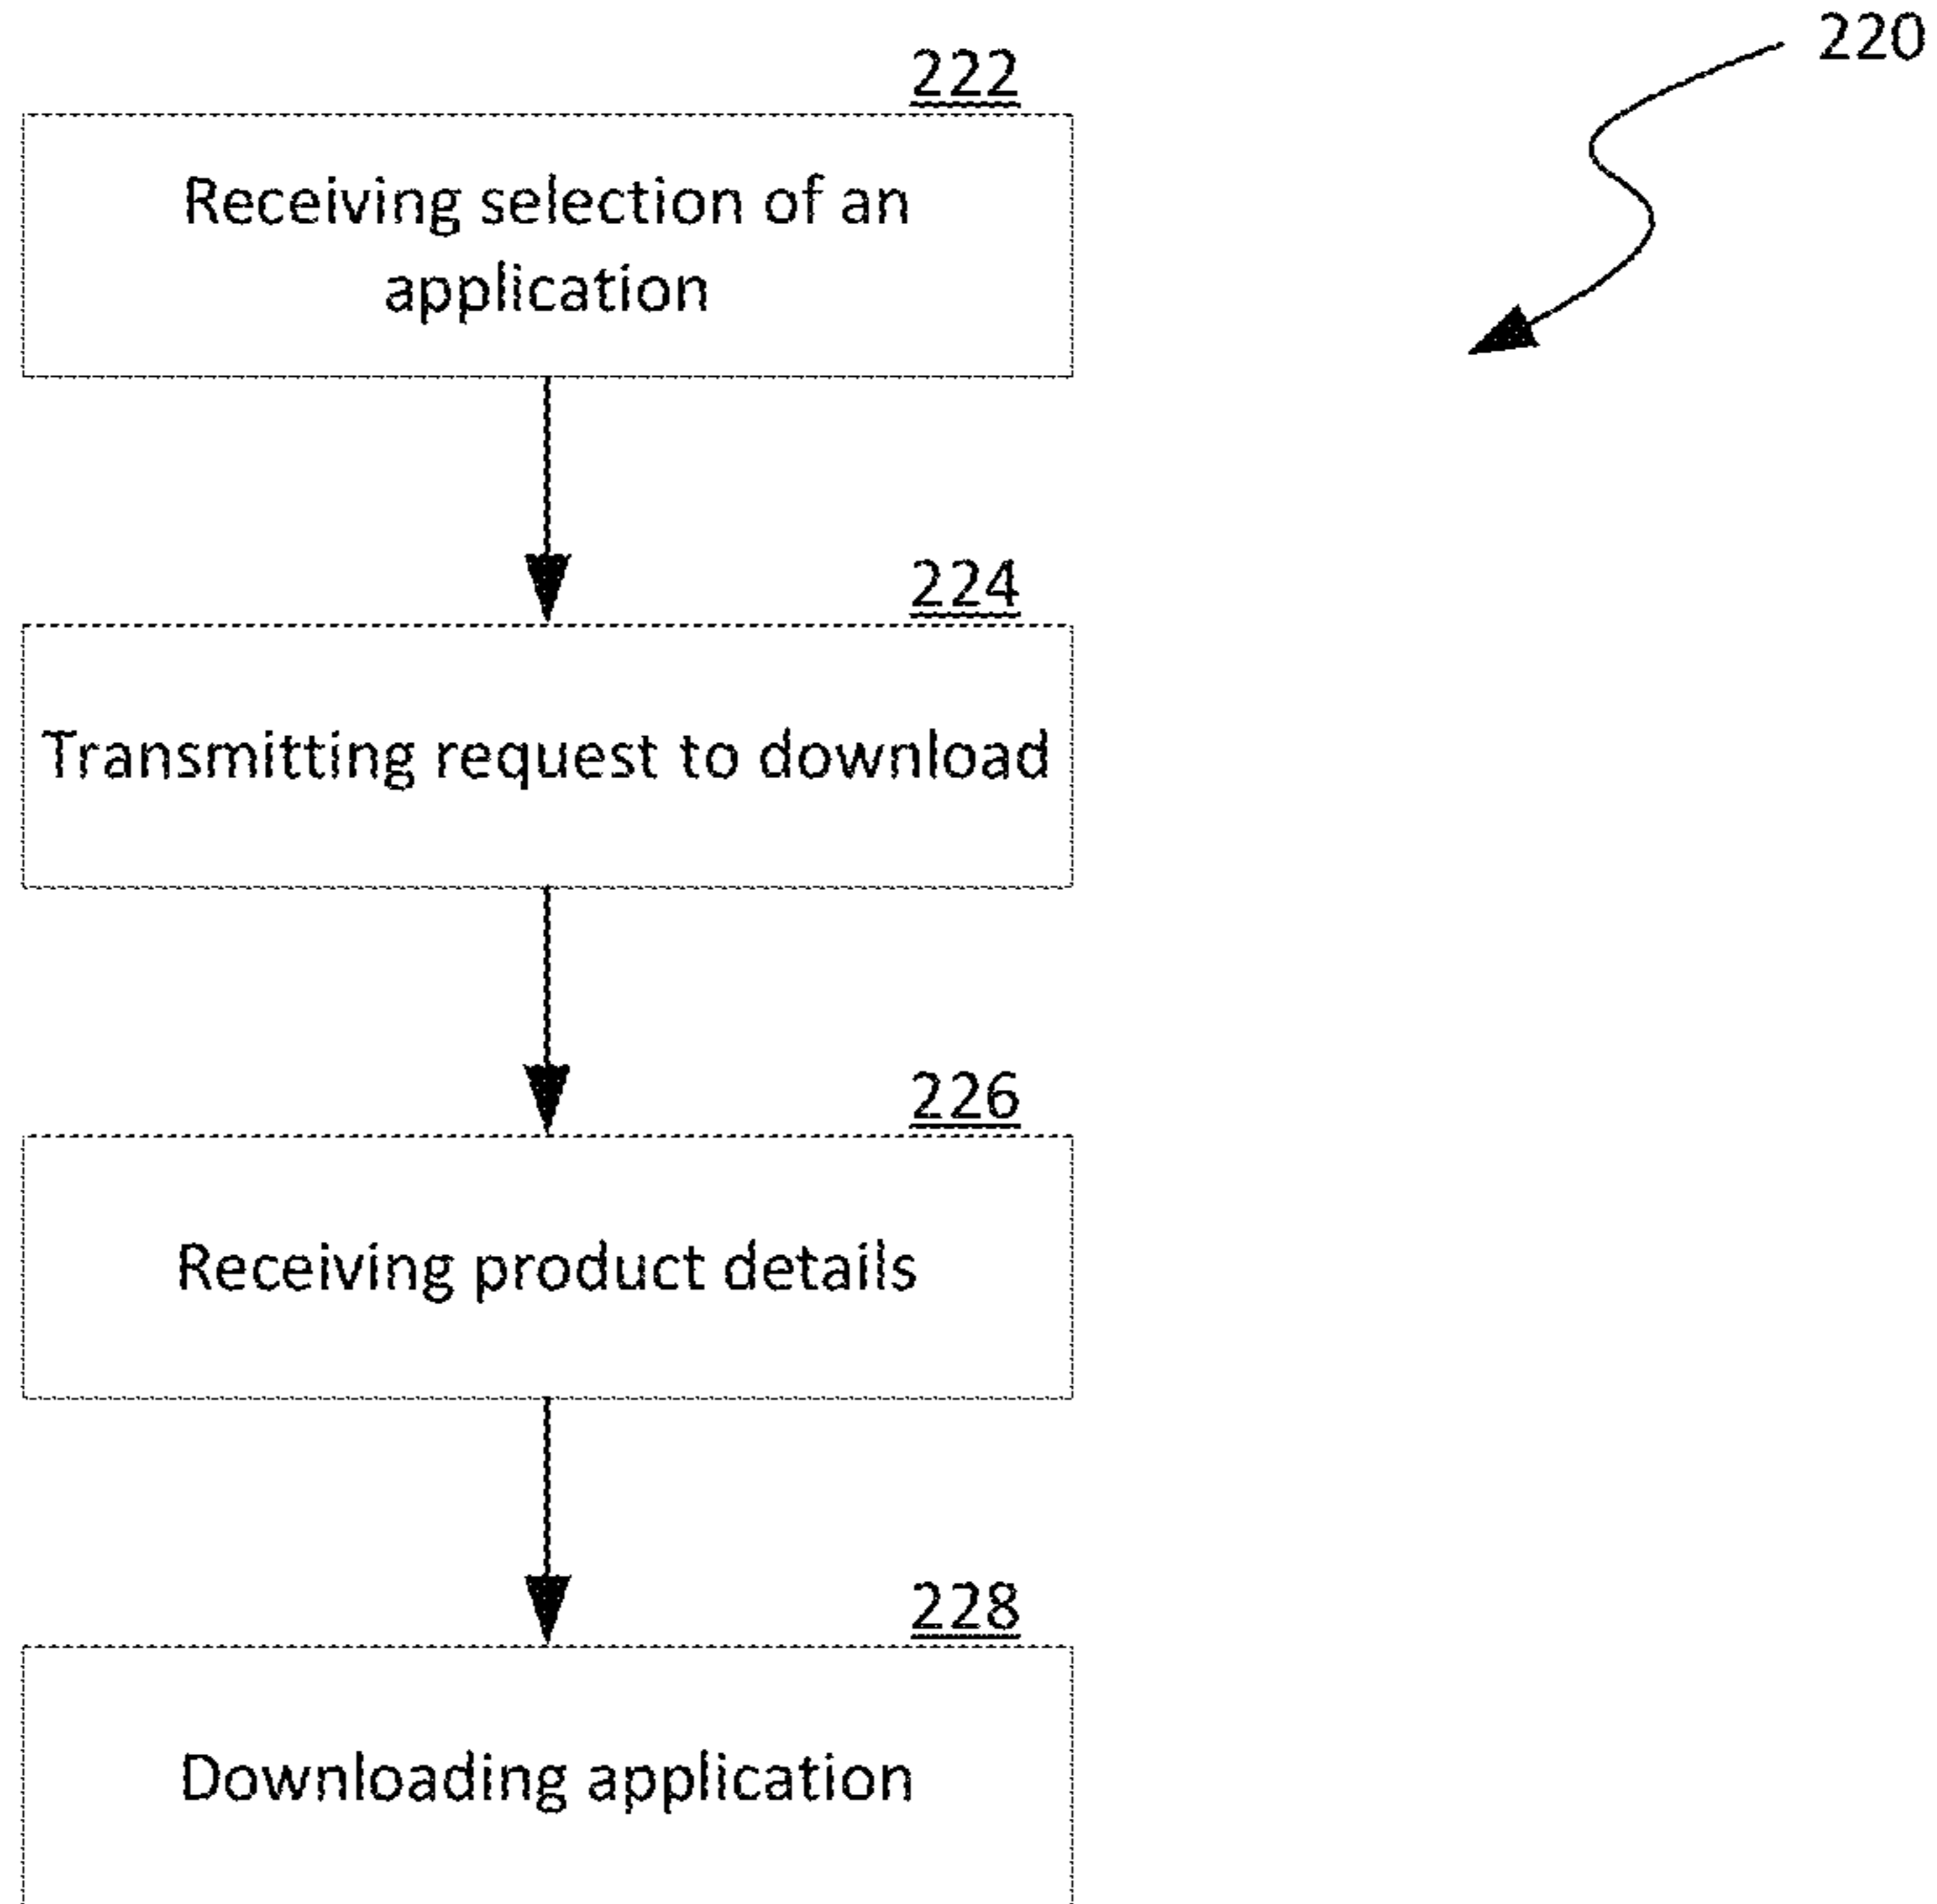 220
222
Receiving selection of an
application
224
Transmitting request to download
226
Receiving product details
228
Downloading application